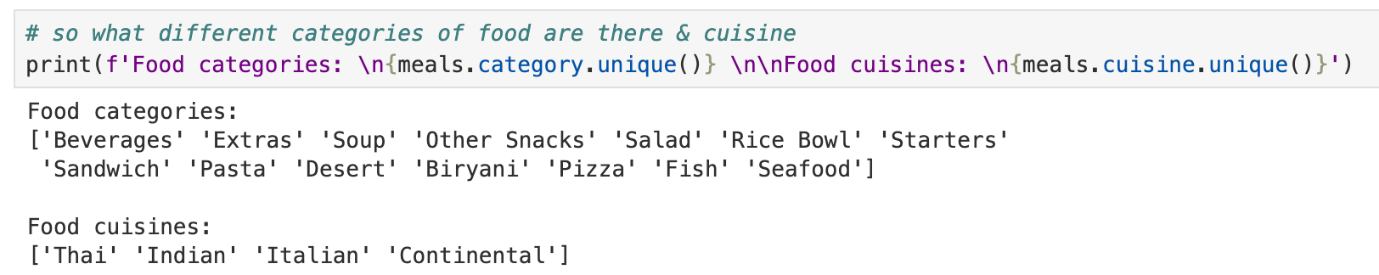 # so what different categories of food are there & cuisine
print(f'Food categories: \n{meals.category.unique()} \n\nFood cuisines: \n{meals.cuisine.unique()}')
Food categories:
['Beverages' 'Extras' 'Soup' 'Other Snacks' 'Salad' 'Rice Bowl' 'Starters'
 'Sandwich' 'Pasta' 'Desert' 'Biryani' 'Pizza' 'Fish' 'Seafood']
Food cuisines:
['Thai' 'Indian' 'Italian' 'Continental']